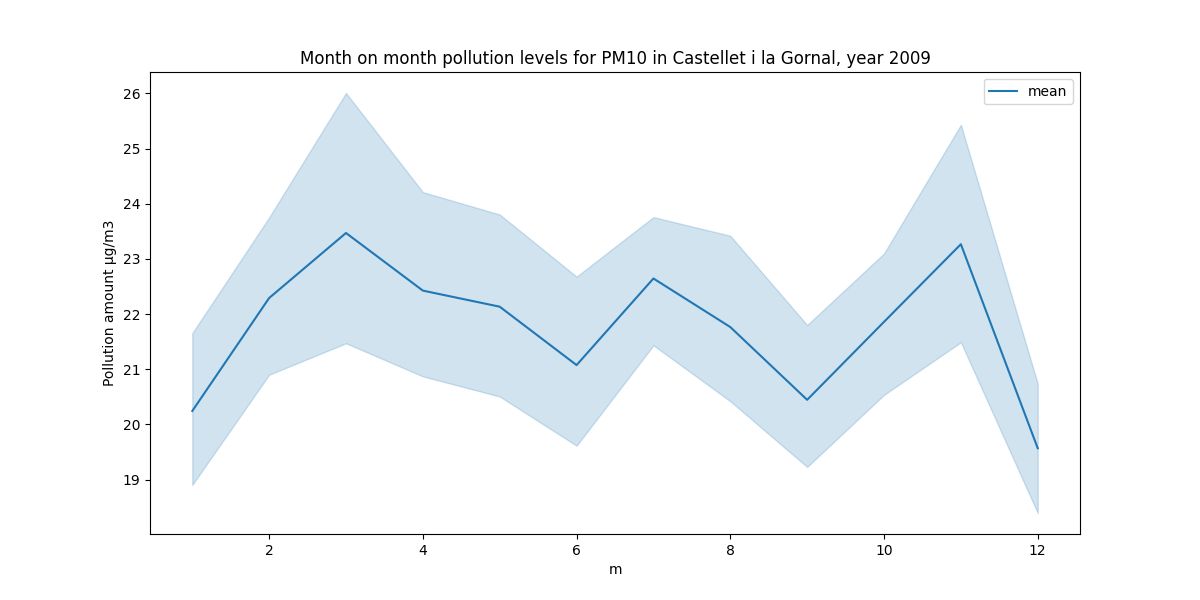 Month on month pollution levels for PM10 in Castellet i la Gornal, year 2009
mean
Pollution amount µg/m3
26
25
24
23
22
21
20
19
2 4 6 8 10 12
m